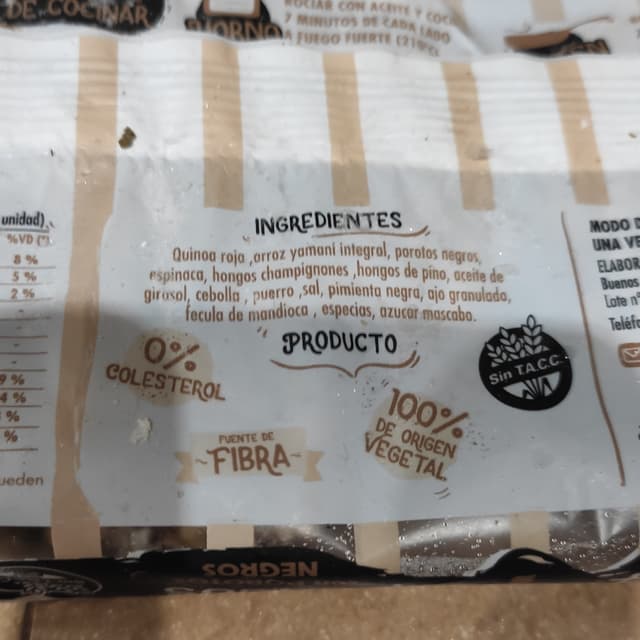 DE COCINAR
ROCIAR CON ACEITE Y COC
7 MINUTOS DE CADA LADO
A FUEGO FUERTE
HORNO
unidad)
%VD (*)
8 %
5 %
2 %
9 %
4 %
%
%
ueden
INGREDIENTES
Quinoa roja ,arroz yamani integral, porotos negros,
espinaca, hongos champignones ,hongos de pino, aceite de
girasol, cebolla , puerro ,sal, pimienta negra, ajo granulado,
fecula de mandioca , especias, azucar mascabo.
PRODUCTO
0%
COLESTEROL
FUENTE DE
~FIBRA~
100%
DE ORIGEN
VEGETAL
SIN T.A.C.C.
MODO D
UNA VE
ELABOR
Buenos
Lote
Teléf
NEGROS